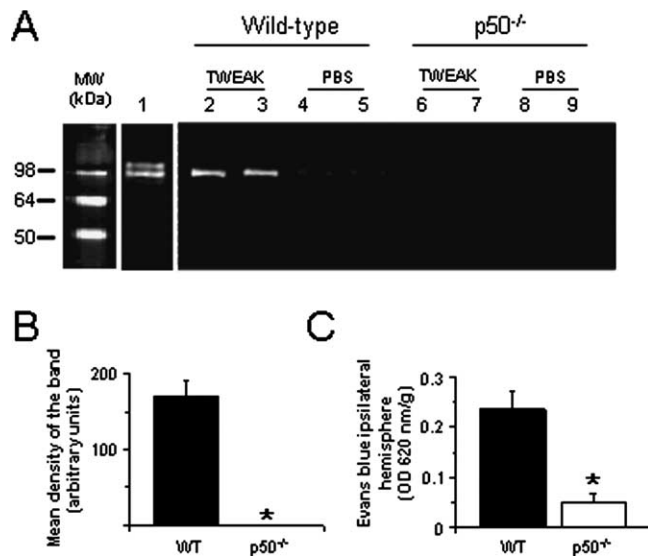 A
Wild-type p50-/-
MW (kDa) TWEAK PBS TWEAK PBS
1 2 3 4 5 6 7 8 9
98
64
50
B
Mean density of the band (arbitrary units)
200
100
*
WT p50-/-
C
Evans blue ipsilateral hemisphere (OD 620 nm/g)
0.3
0.2
0.1
0
*
WT p50-/-